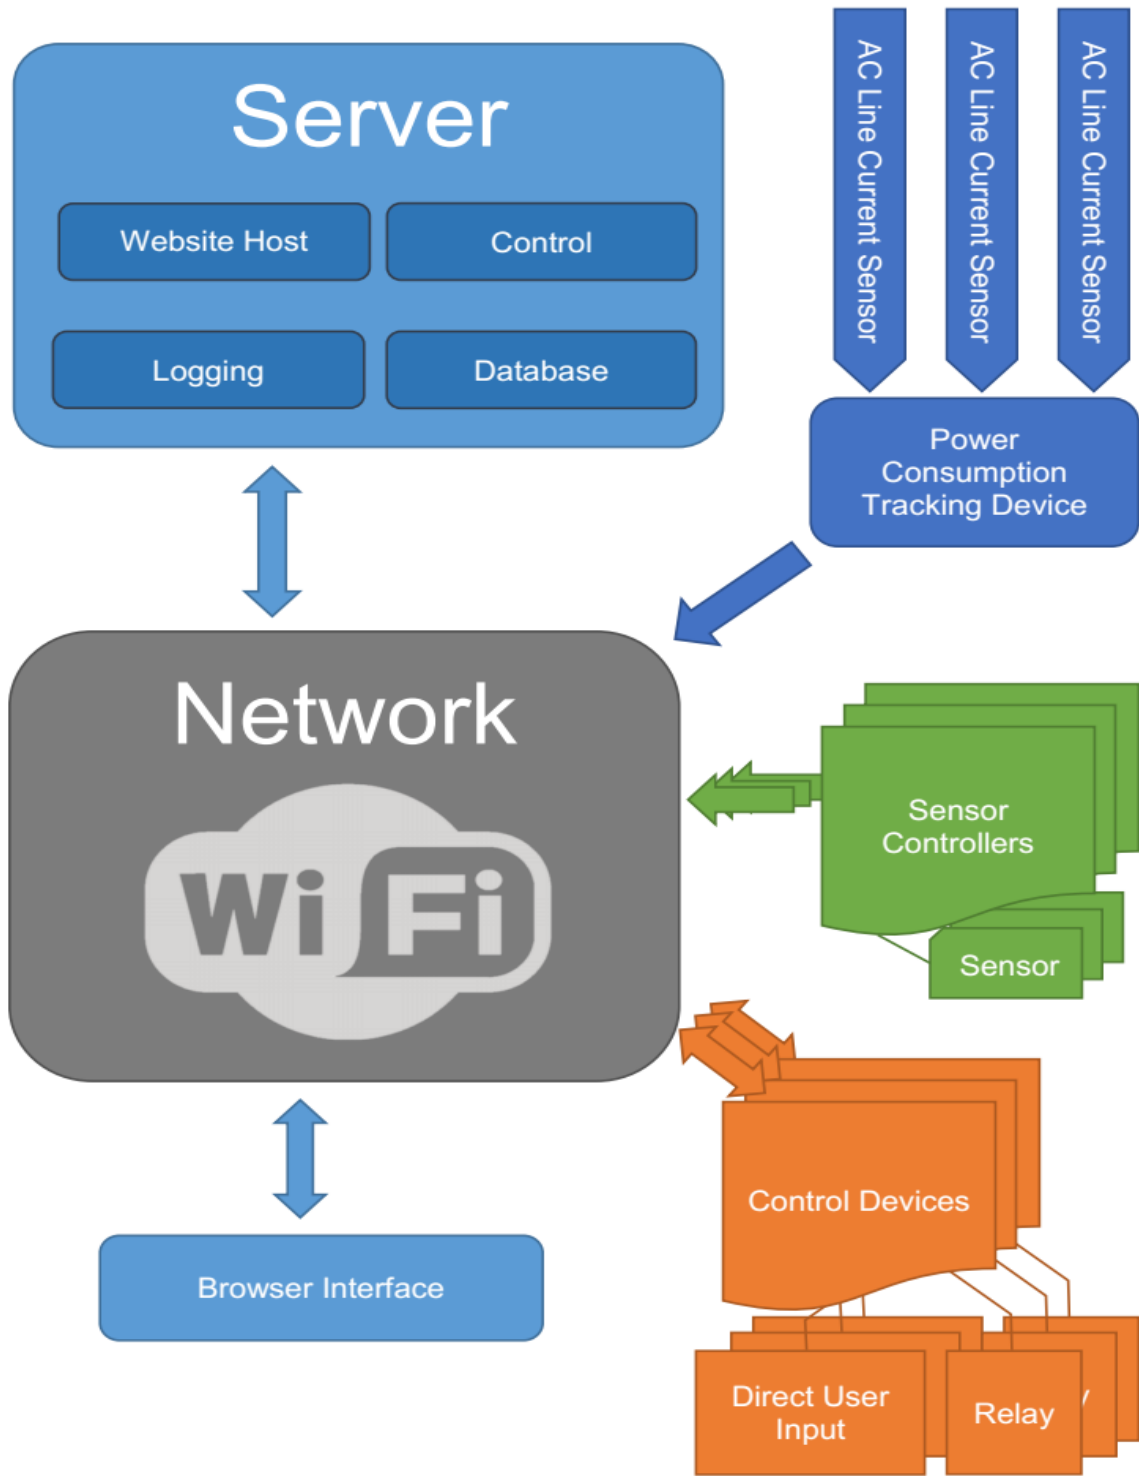 Server
Website Host
Control
Logging
Database
AC Line Current Sensor
AC Line Current Sensor
AC Line Current Sensor
Power
Consumption
Tracking Device
Network
Wi Fi
Sensor
Controllers
Sensor
Control Devices
Browser Interface
Direct User
Input
Relay